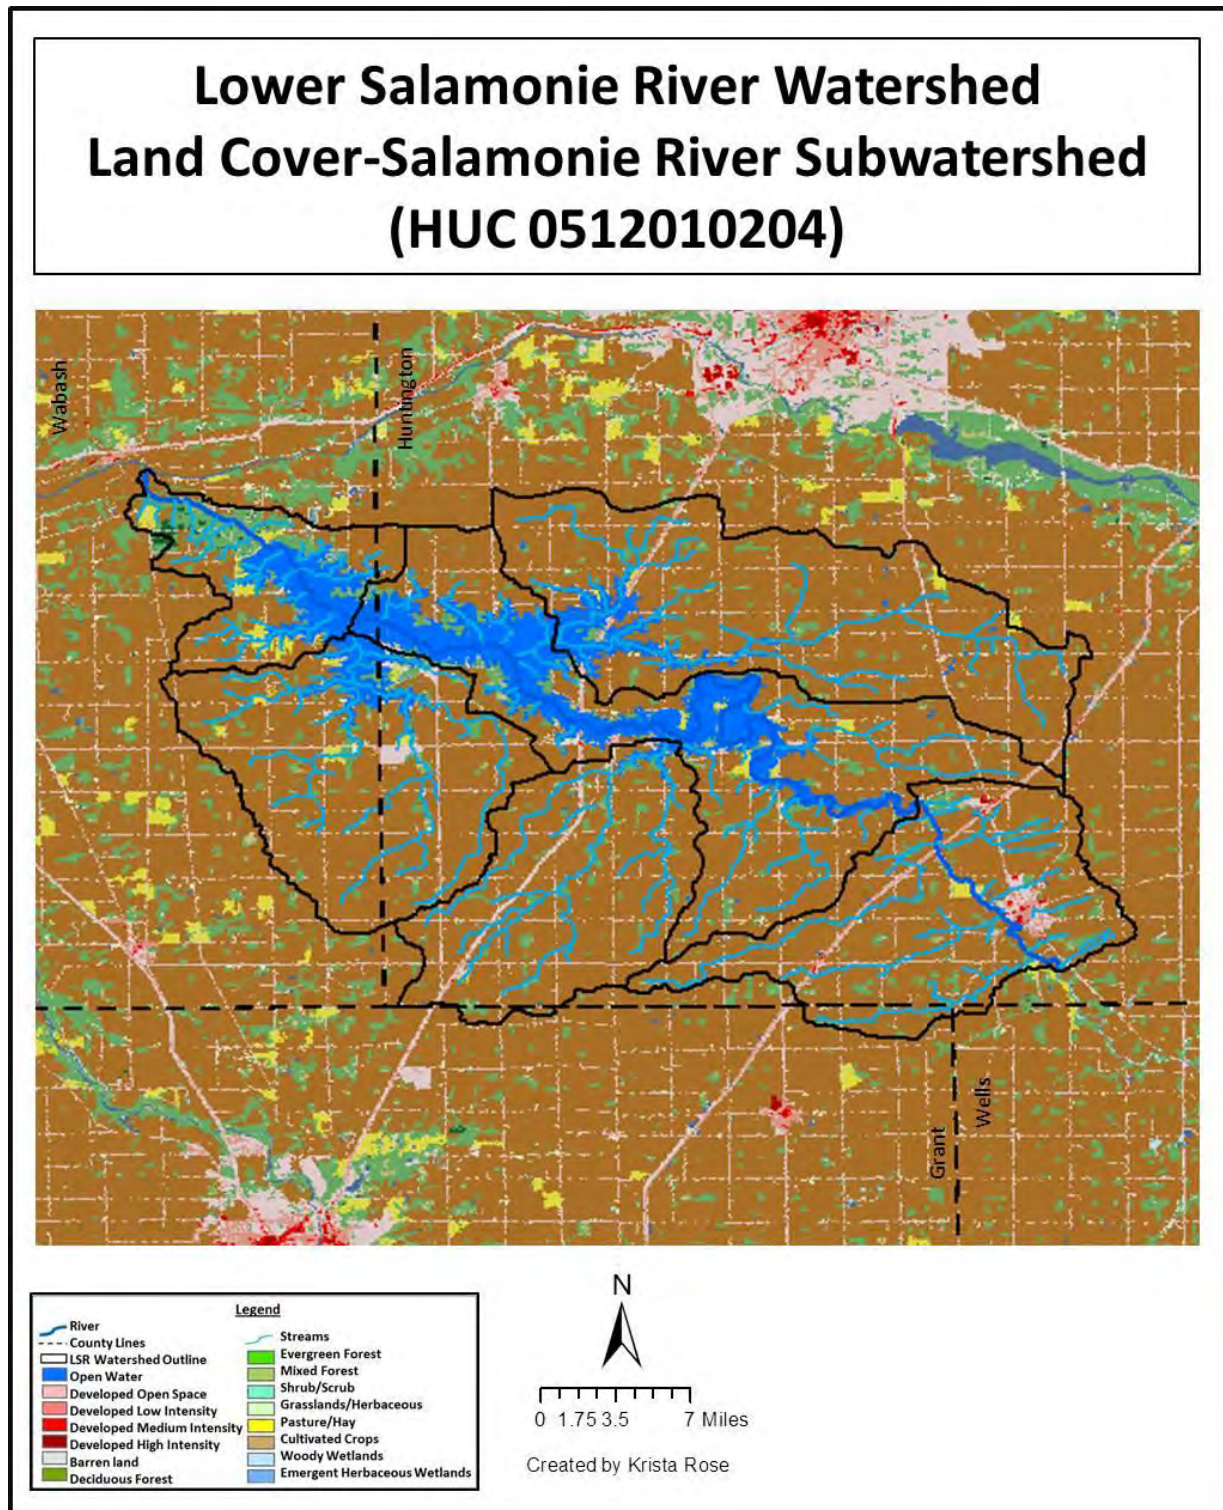 Lower Salamonie River Watershed
Land Cover-Salamonie River Subwatershed
(HUC 0512010204)
Wabash
Huntington
Grant
Wells
Legend
River
County Lines
LSR Watershed Outline
Open Water
Developed Open Space
Developed Low Intensity
Developed Medium Intensity
Developed High Intensity
Barren land
Deciduous Forest
Streams
Evergreen Forest
Mixed Forest
Shrub/Scrub
Grasslands/Herbaceous
Pasture/Hay
Cultivated Crops
Woody Wetlands
Emergent Herbaceous Wetlands
N
0 1.75 3.5 7 Miles
Created by Krista Rose